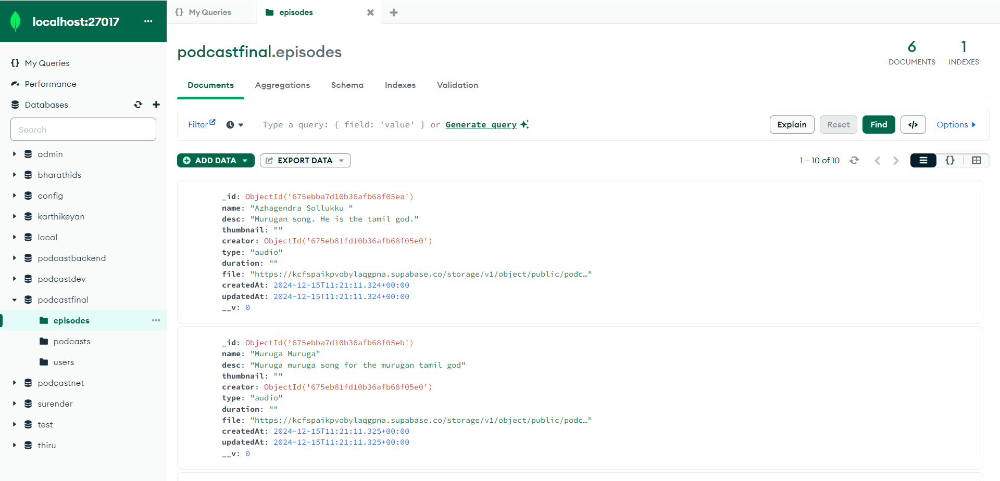 localhost:27017
My Queries
Performance
Databases
Search
admin
bharathids
config
karthikeyan
local
podcastbackend
podcastdev
podcastfinal
episodes
podcasts
users
podcastnet
surender
test
thiru
{} My Queries
episodes
podcastfinal.episodes
6
DOCUMENTS
1
INDEXES
Documents Aggregations Schema Indexes Validation
Filter Type a query: { field: 'value' } or Generate query Explain Reset Find </> Options
ADD DATA EXPORT DATA 1 – 10 of 10 {}
_id: ObjectId('675ebba7d10b36afb68f05ea')
name: "Azhagendra Sollukku "
desc: "Murugan song. He is the tamil god."
thumbnail: ""
creator: ObjectId('675eb81fd10b36afb68f05e0')
type: "audio"
duration: ""
file: "https://kcfspaikpvobylaqgpna.supabase.co/storage/v1/object/public/podc…"
createdAt: 2024-12-15T11:21:11.324+00:00
updatedAt: 2024-12-15T11:21:11.324+00:00
__v: 0
_id: ObjectId('675ebba7d10b36afb68f05eb')
name: "Muruga Muruga"
desc: "Muruga muruga song for the murugan tamil god"
thumbnail: ""
creator: ObjectId('675eb81fd10b36afb68f05e0')
type: "audio"
duration: ""
file: "https://kcfspaikpvobylaqgpna.supabase.co/storage/v1/object/public/podc…"
createdAt: 2024-12-15T11:21:11.325+00:00
updatedAt: 2024-12-15T11:21:11.325+00:00
__v: 0